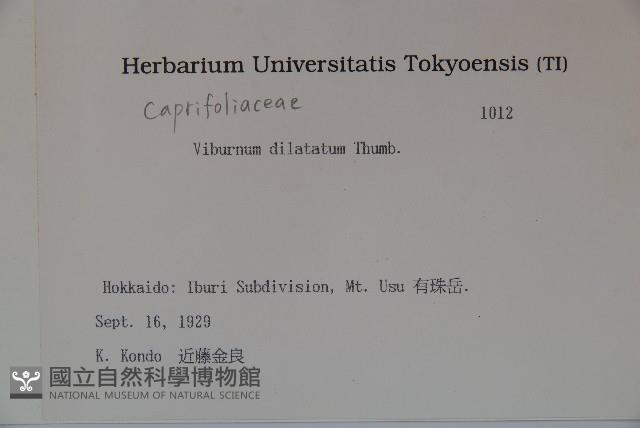 Herbarium Universitatis Tokyoensis (TI)
Caprifoliaceae 1012
Viburnum dilatatum Thumb.
Hokkaido: Iburi Subdivision, Mt. Usu 有珠岳.
Sept. 16, 1929
K. Kondo 近藤金良
國立自然科學博物館
NATIONAL MUSEUM OF NATURAL SCIENCE